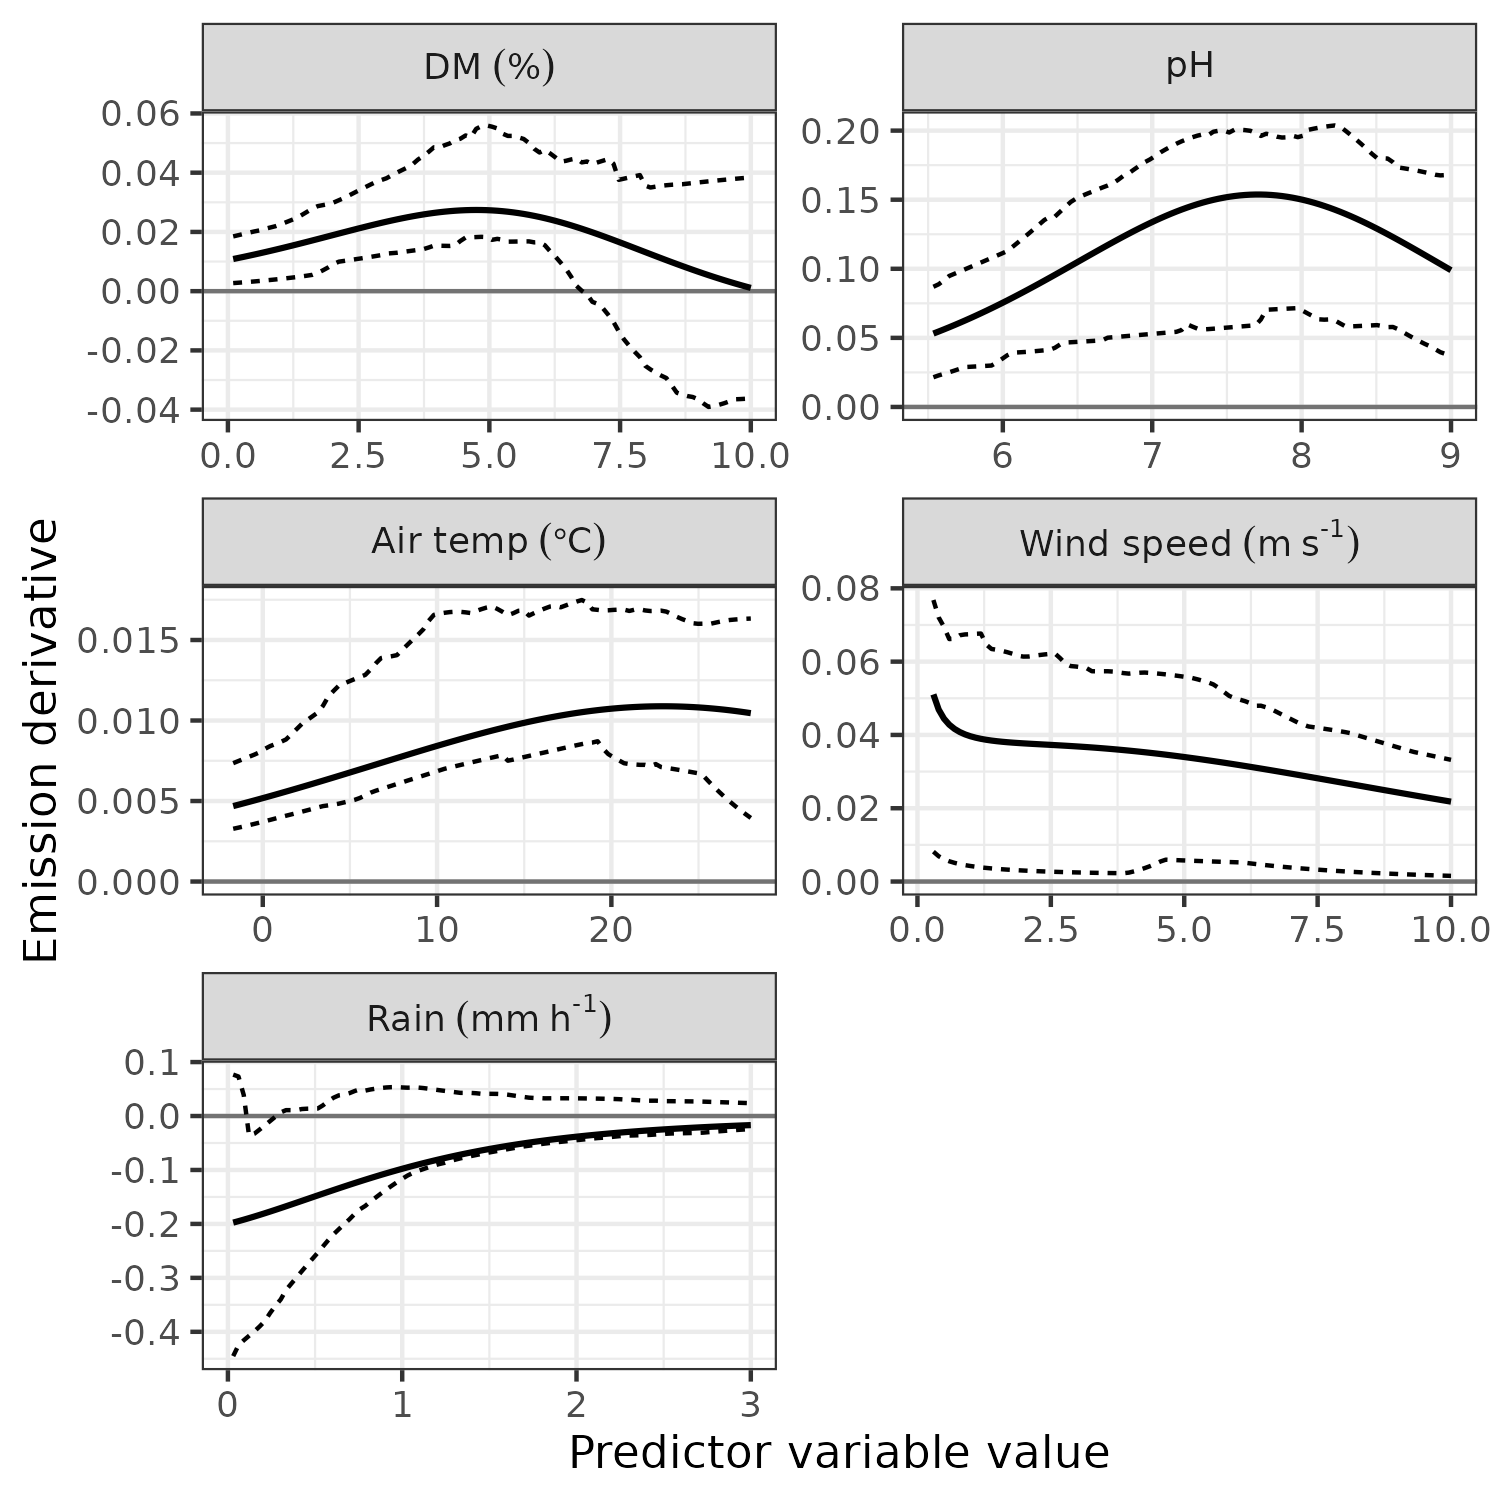 DM (%)
pH
0.06
0.04
0.02
0.00
-0.02
-0.04
0.0 2.5 5.0 7.5 10.0
0.20
0.15
0.10
0.05
0.00
6 7 8 9
Air temp (°C)
Wind speed (m s⁻¹)
0.015
0.010
0.005
0.000
0 10 20
0.08
0.06
0.04
0.02
0.00
0.0 2.5 5.0 7.5 10.0
Emission derivative
Rain (mm h⁻¹)
0.1
0.0
-0.1
-0.2
-0.3
-0.4
0 1 2 3
Predictor variable value